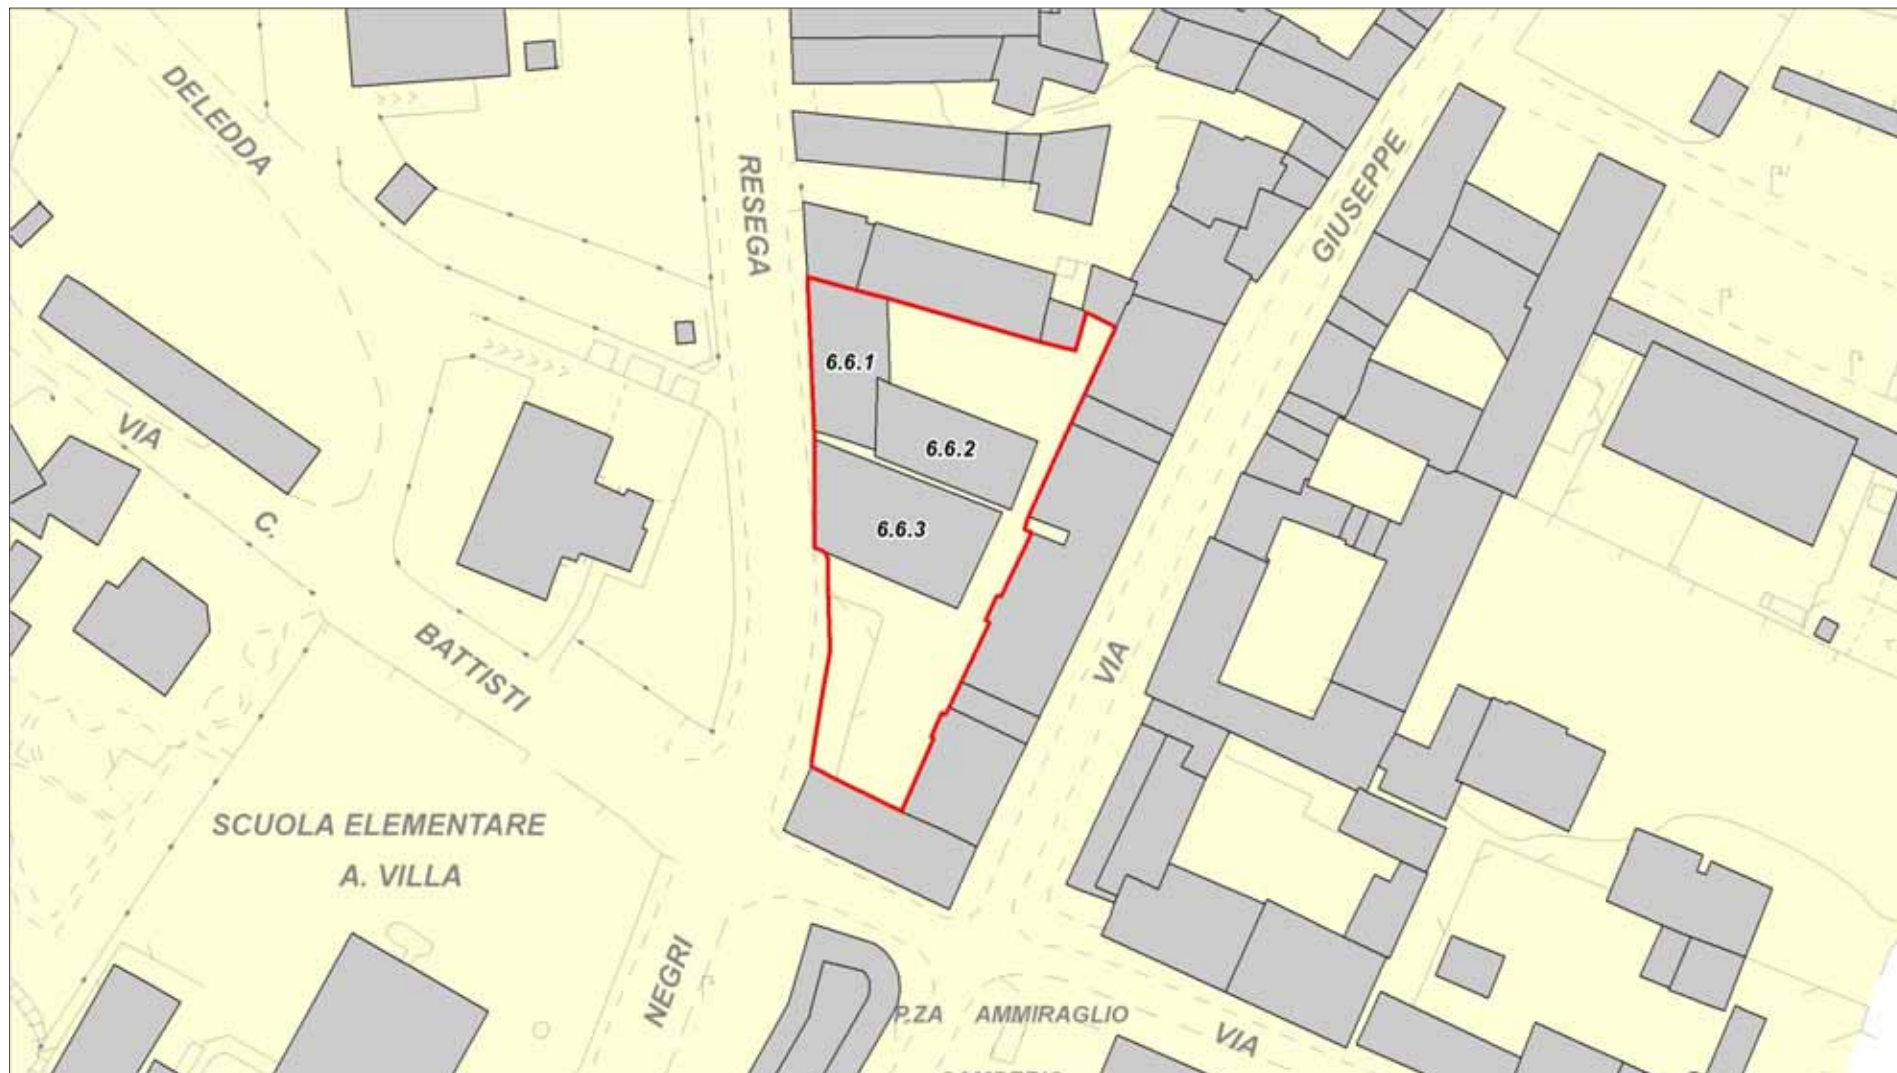 DELEDDA
RESEGA
GIUSEPPE
6.6.1
VIA
6.6.2
C.
6.6.3
BATTISTI
VIA
SCUOLA ELEMENTARE
A. VILLA
NEGRI
P.ZA AMMIRAGLIO
VIA